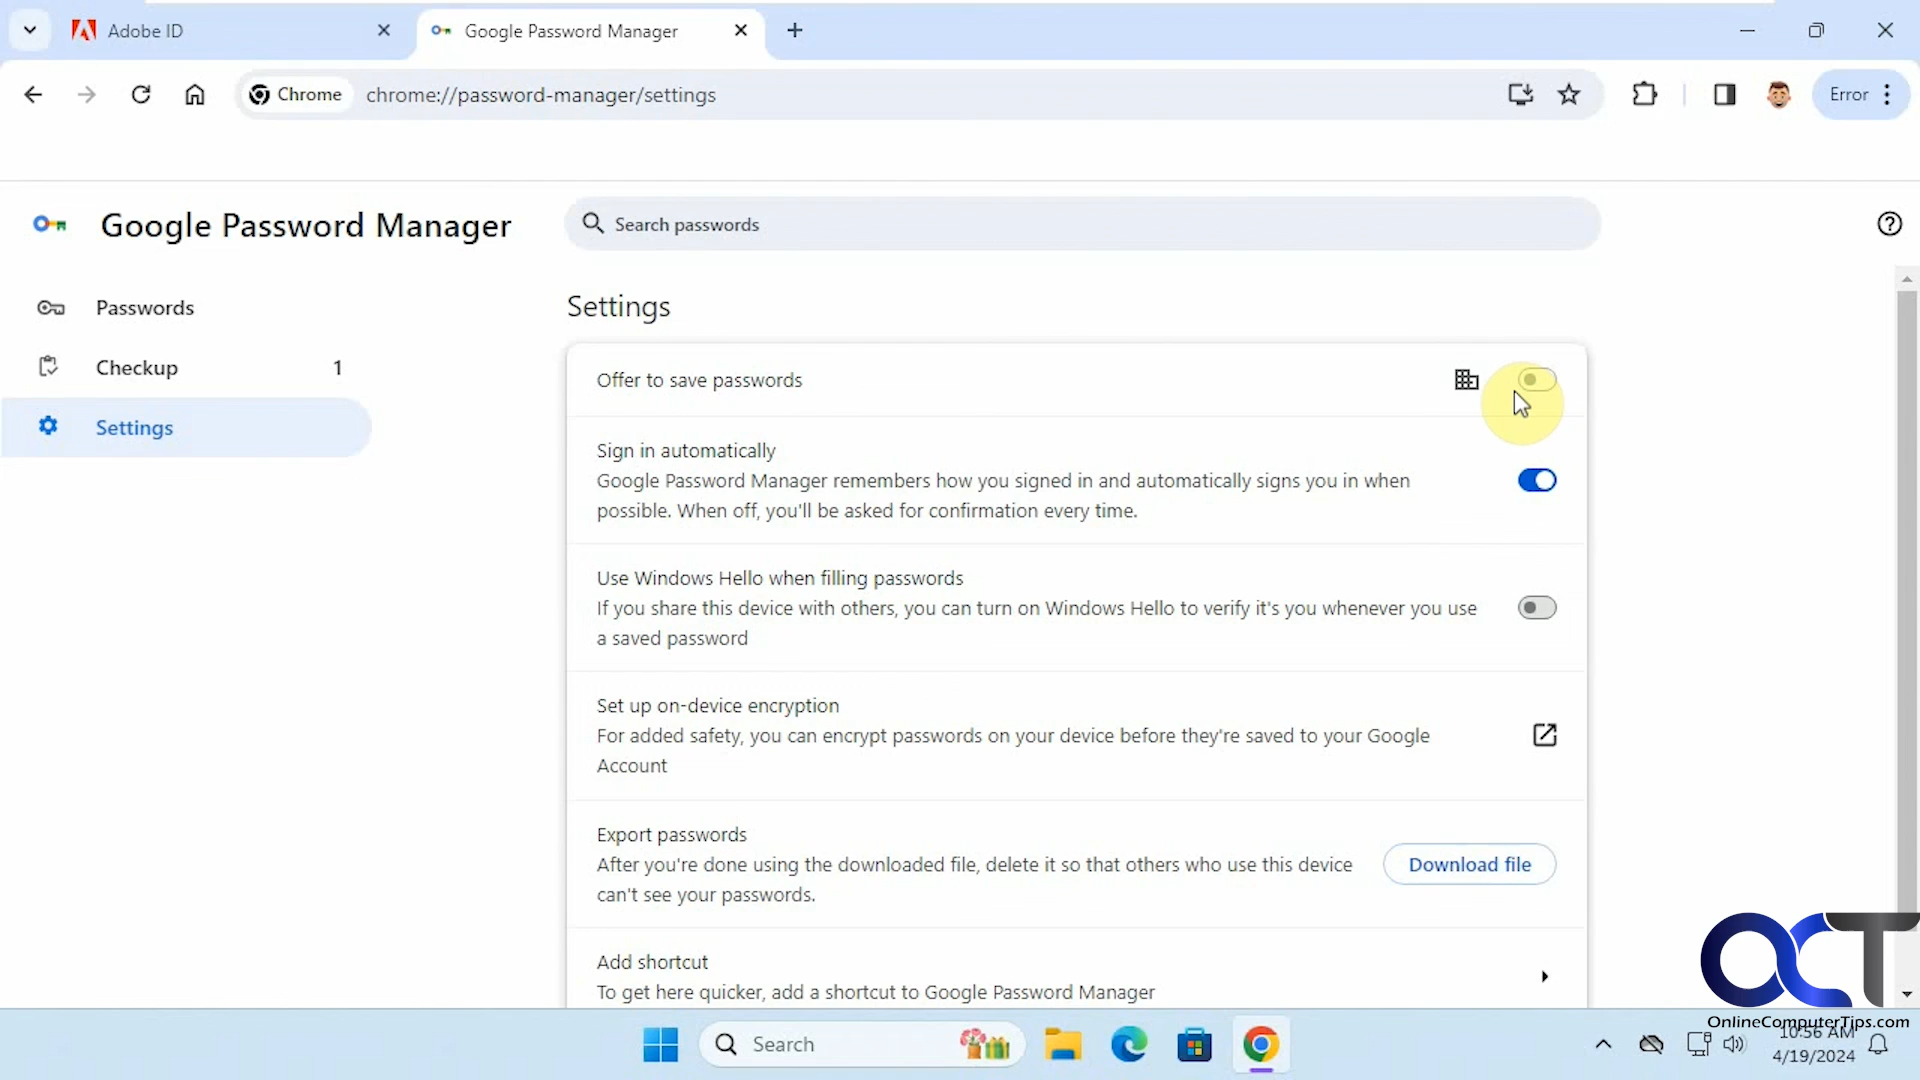 Adobe ID
Google Password Manager
Chrome
chrome://password-manager/settings
Error
Google Password Manager
Search passwords
Passwords
Checkup
1
Settings
Settings
Offer to save passwords
Sign in automatically
Google Password Manager remembers how you signed in and automatically signs you in when
possible. When off, you'll be asked for confirmation every time.
Use Windows Hello when filling passwords
If you share this device with others, you can turn on Windows Hello to verify it's you whenever you use
a saved password
Set up on-device encryption
For added safety, you can encrypt passwords on your device before they're saved to your Google
Account
Export passwords
After you're done using the downloaded file, delete it so that others who use this device
can't see your passwords.
Download file
Add shortcut
To get here quicker, add a shortcut to Google Password Manager
OCT
OnlineComputerTips.com
Search
10:56 AM
4/19/2024